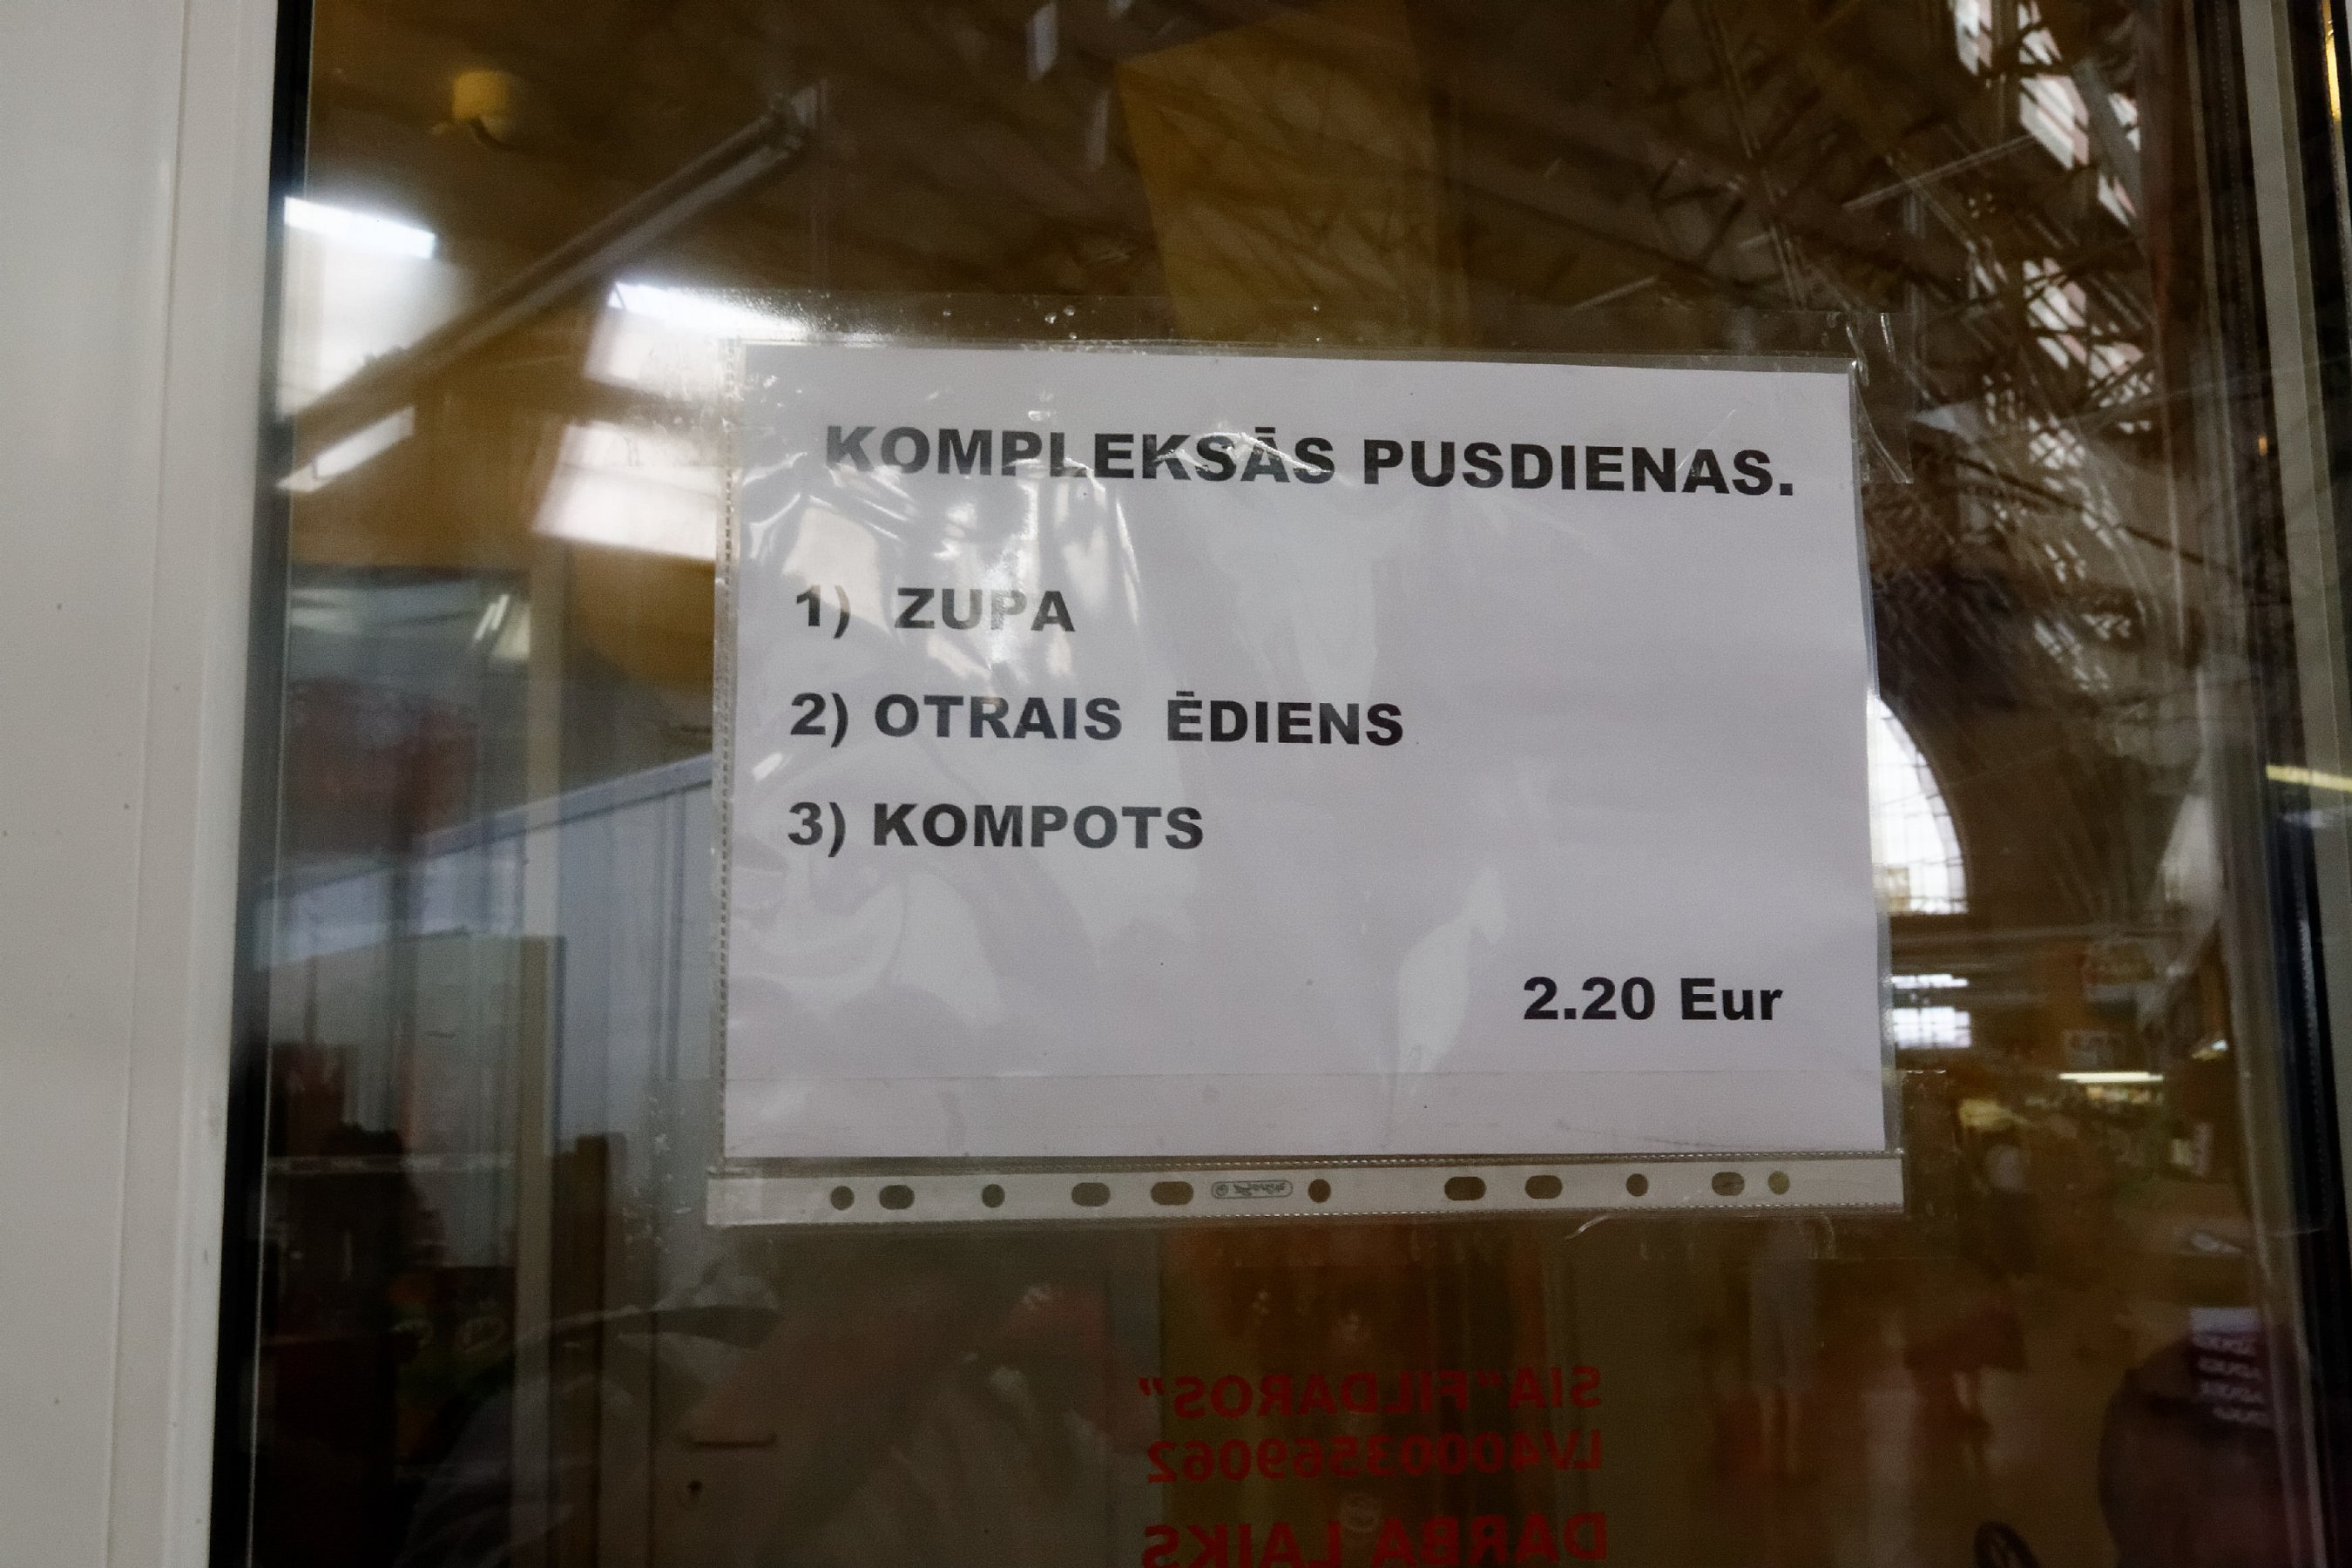 KOMPLEKSĀS PUSDIENAS.
1) ZUPA
2) OTRAIS ĒDIENS
3) KOMPOTS
2.20 Eur
SIA "FILDAROS"
LV40003569062
DARBA LAIKS